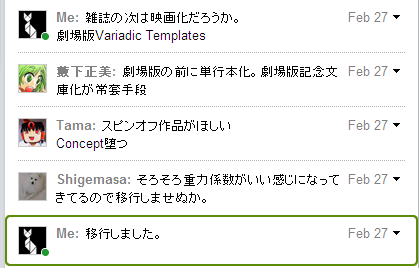 Me: 雑誌の次は映画化だろうか。 Feb 27
劇場版Variadic Templates
藪下正美: 劇場版の前に単行本化。劇場版記念文 Feb 27
庫化が常套手段
Tama: スピンオフ作品がほしい Feb 27
Concept堕つ
Shigemasa: そろそろ重力係数がいい感じになって Feb 27
きてるので移行しませぬか。
Me: 移行しました。 Feb 27